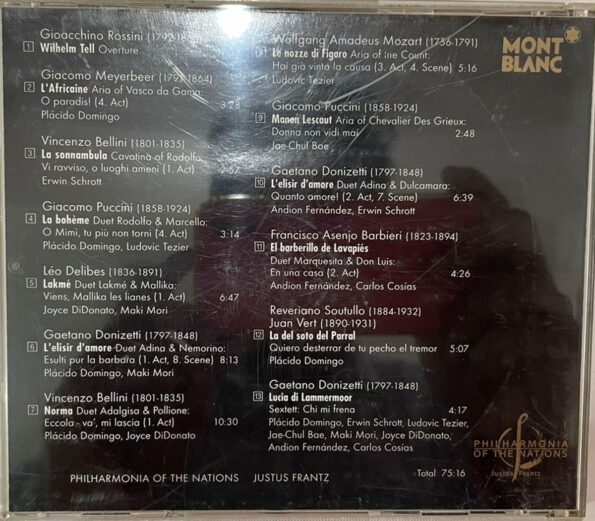 Gioacchino Rossini (1792-1868)
1 Wilhelm Tell Overture
Giacomo Meyerbeer (1791-1864)
2 L'Africaine Aria of Vasco da Gama:
O paradis! (4. Act) 3:28
Plácido Domingo
Vincenzo Bellini (1801-1835)
3 La sonnambula Cavatina of Rodolfo:
Vi ravviso, o luoghi ameni (1. Act)
Erwin Schrott
Giacomo Puccini (1858-1924)
4 La bohème Duet Rodolfo & Marcello:
O Mimì, tu più non torni (4. Act) 3:14
Plácido Domingo, Ludovic Tezier
Léo Delibes (1836-1891)
5 Lakmé Duet Lakmé & Mallika:
Viens, Mallika les lianes (1. Act) 6:47
Joyce DiDonato, Maki Mori
Gaetano Donizetti (1797-1848)
6 L'elisir d'amore Duet Adina & Nemorino:
Esulti pur la barbara (1. Act, 8. Scene) 8:13
Plácido Domingo, Maki Mori
Vincenzo Bellini (1801-1835)
7 Norma Duet Adalgisa & Pollione:
Eccola - va', mi lascia (1. Act) 10:30
Plácido Domingo, Joyce DiDonato
Wolfgang Amadeus Mozart (1756-1791)
Le nozze di Figaro Aria of the Count:
Hai già vinta la causa (3. Act, 4. Scene) 5:16
Ludovic Tezier
Giacomo Puccini (1858-1924)
9 Manon Lescaut Aria of Chevalier Des Grieux:
Donna non vidi mai 2:48
Jae-Chul Bae
Gaetano Donizetti (1797-1848)
10 L'elisir d'amore Duet Adina & Dulcamara:
Quanto amore! (2. Act, 7. Scene) 6:39
Andion Fernández, Erwin Schrott
Francisco Asenjo Barbieri (1823-1894)
11 El barberillo de Lavapiés
Duet Marquesita & Don Luis:
En una casa (2. Act) 4:26
Andion Fernández, Carlos Cosías
Reveriano Soutullo (1884-1932)
Juan Vert (1890-1931)
12 La del soto del Parral
Quiero desterrar de tu pecho el tremor 5:07
Plácido Domingo
Gaetano Donizetti (1797-1848)
13 Lucia di Lammermoor
Sextett: Chi mi frena 4:17
Plácido Domingo, Erwin Schrott, Ludovic Tezier,
Jae-Chul Bae, Maki Mori, Joyce DiDonato,
Andion Fernández, Carlos Cosías
Total 75:16
MONT
BLANC
PHILHARMONIA
OF THE NATIONS
Justus Frantz
PHILHARMONIA OF THE NATIONS JUSTUS FRANTZ